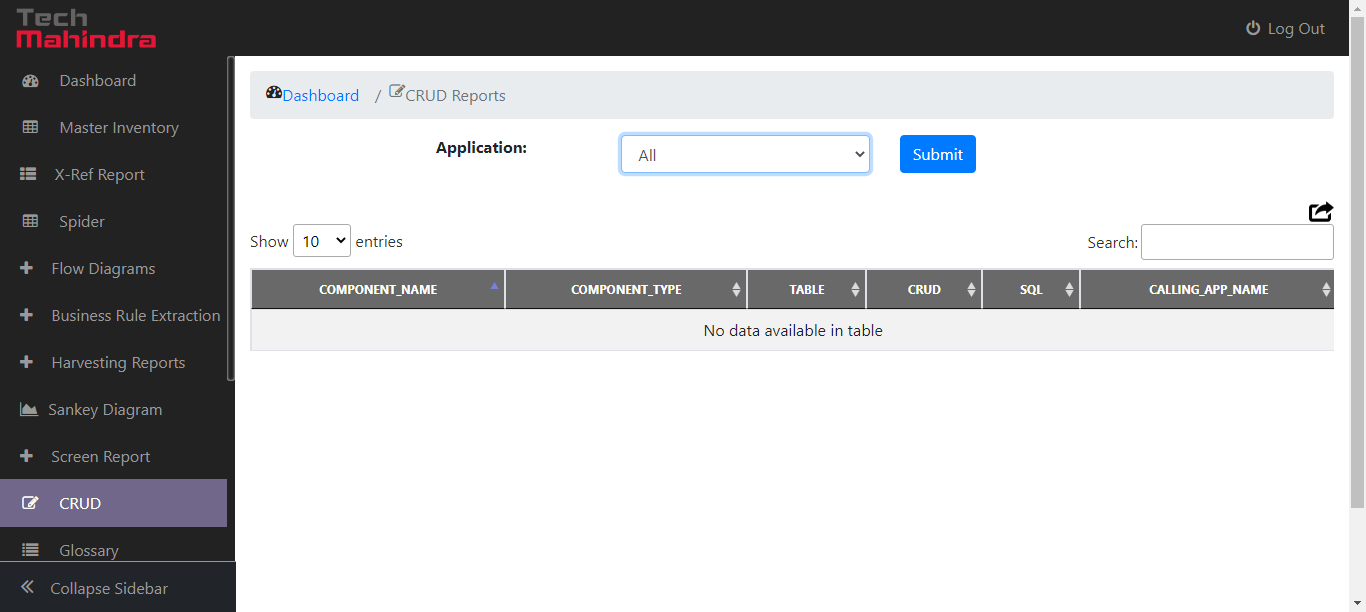 Tech
Mahindra
Log Out
Dashboard
Master Inventory
X-Ref Report
Spider
Flow Diagrams
Business Rule Extraction
Harvesting Reports
Sankey Diagram
Screen Report
CRUD
Glossary
Collapse Sidebar
Dashboard / CRUD Reports
Application: All Submit
Show 10 entries Search:
COMPONENT_NAME COMPONENT_TYPE TABLE CRUD SQL CALLING_APP_NAME
No data available in table